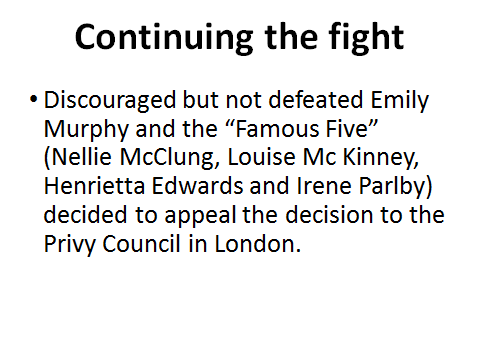 Continuing the fight
• Discouraged but not defeated Emily
Murphy and the “Famous Five”
(Nellie McClung, Louise Mc Kinney,
Henrietta Edwards and Irene Parlby)
decided to appeal the decision to the
Privy Council in London.